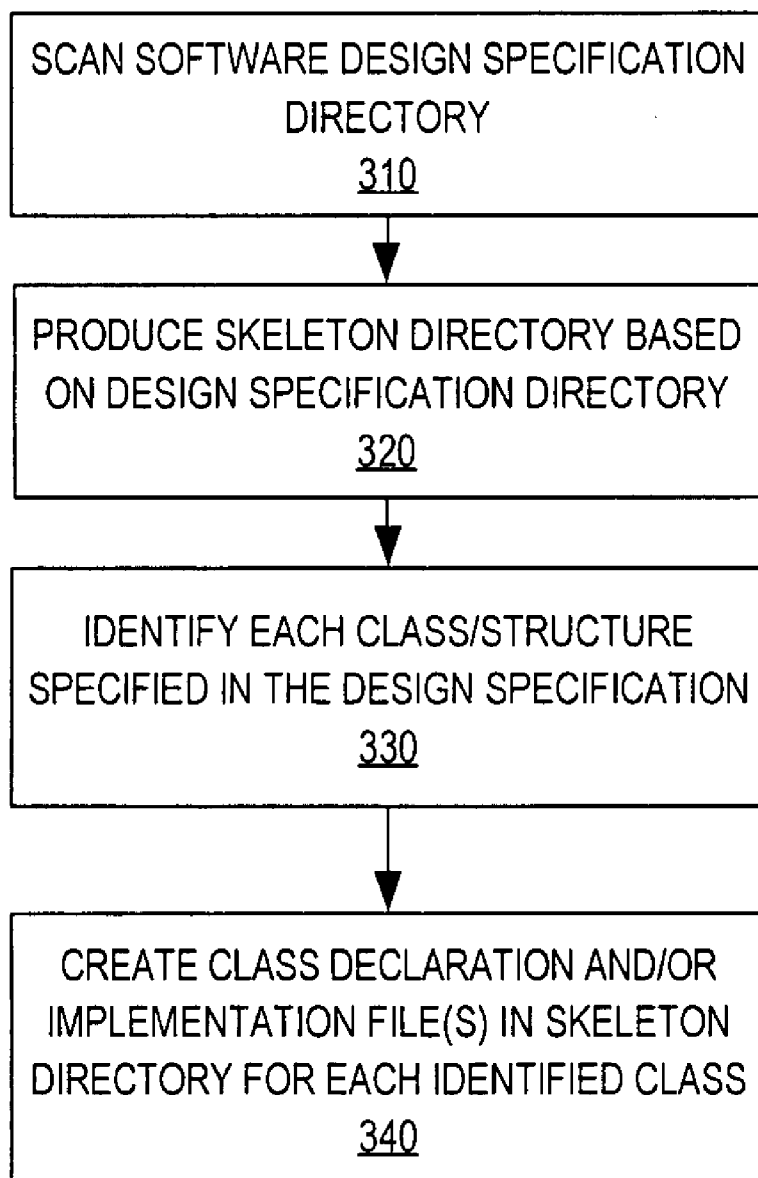 SCAN SOFTWARE DESIGN SPECIFICATION
DIRECTORY
310
PRODUCE SKELETON DIRECTORY BASED
ON DESIGN SPECIFICATION DIRECTORY
320
IDENTIFY EACH CLASS/STRUCTURE
SPECIFIED IN THE DESIGN SPECIFICATION
330
CREATE CLASS DECLARATION AND/OR
IMPLEMENTATION FILE(S) IN SKELETON
DIRECTORY FOR EACH IDENTIFIED CLASS
340